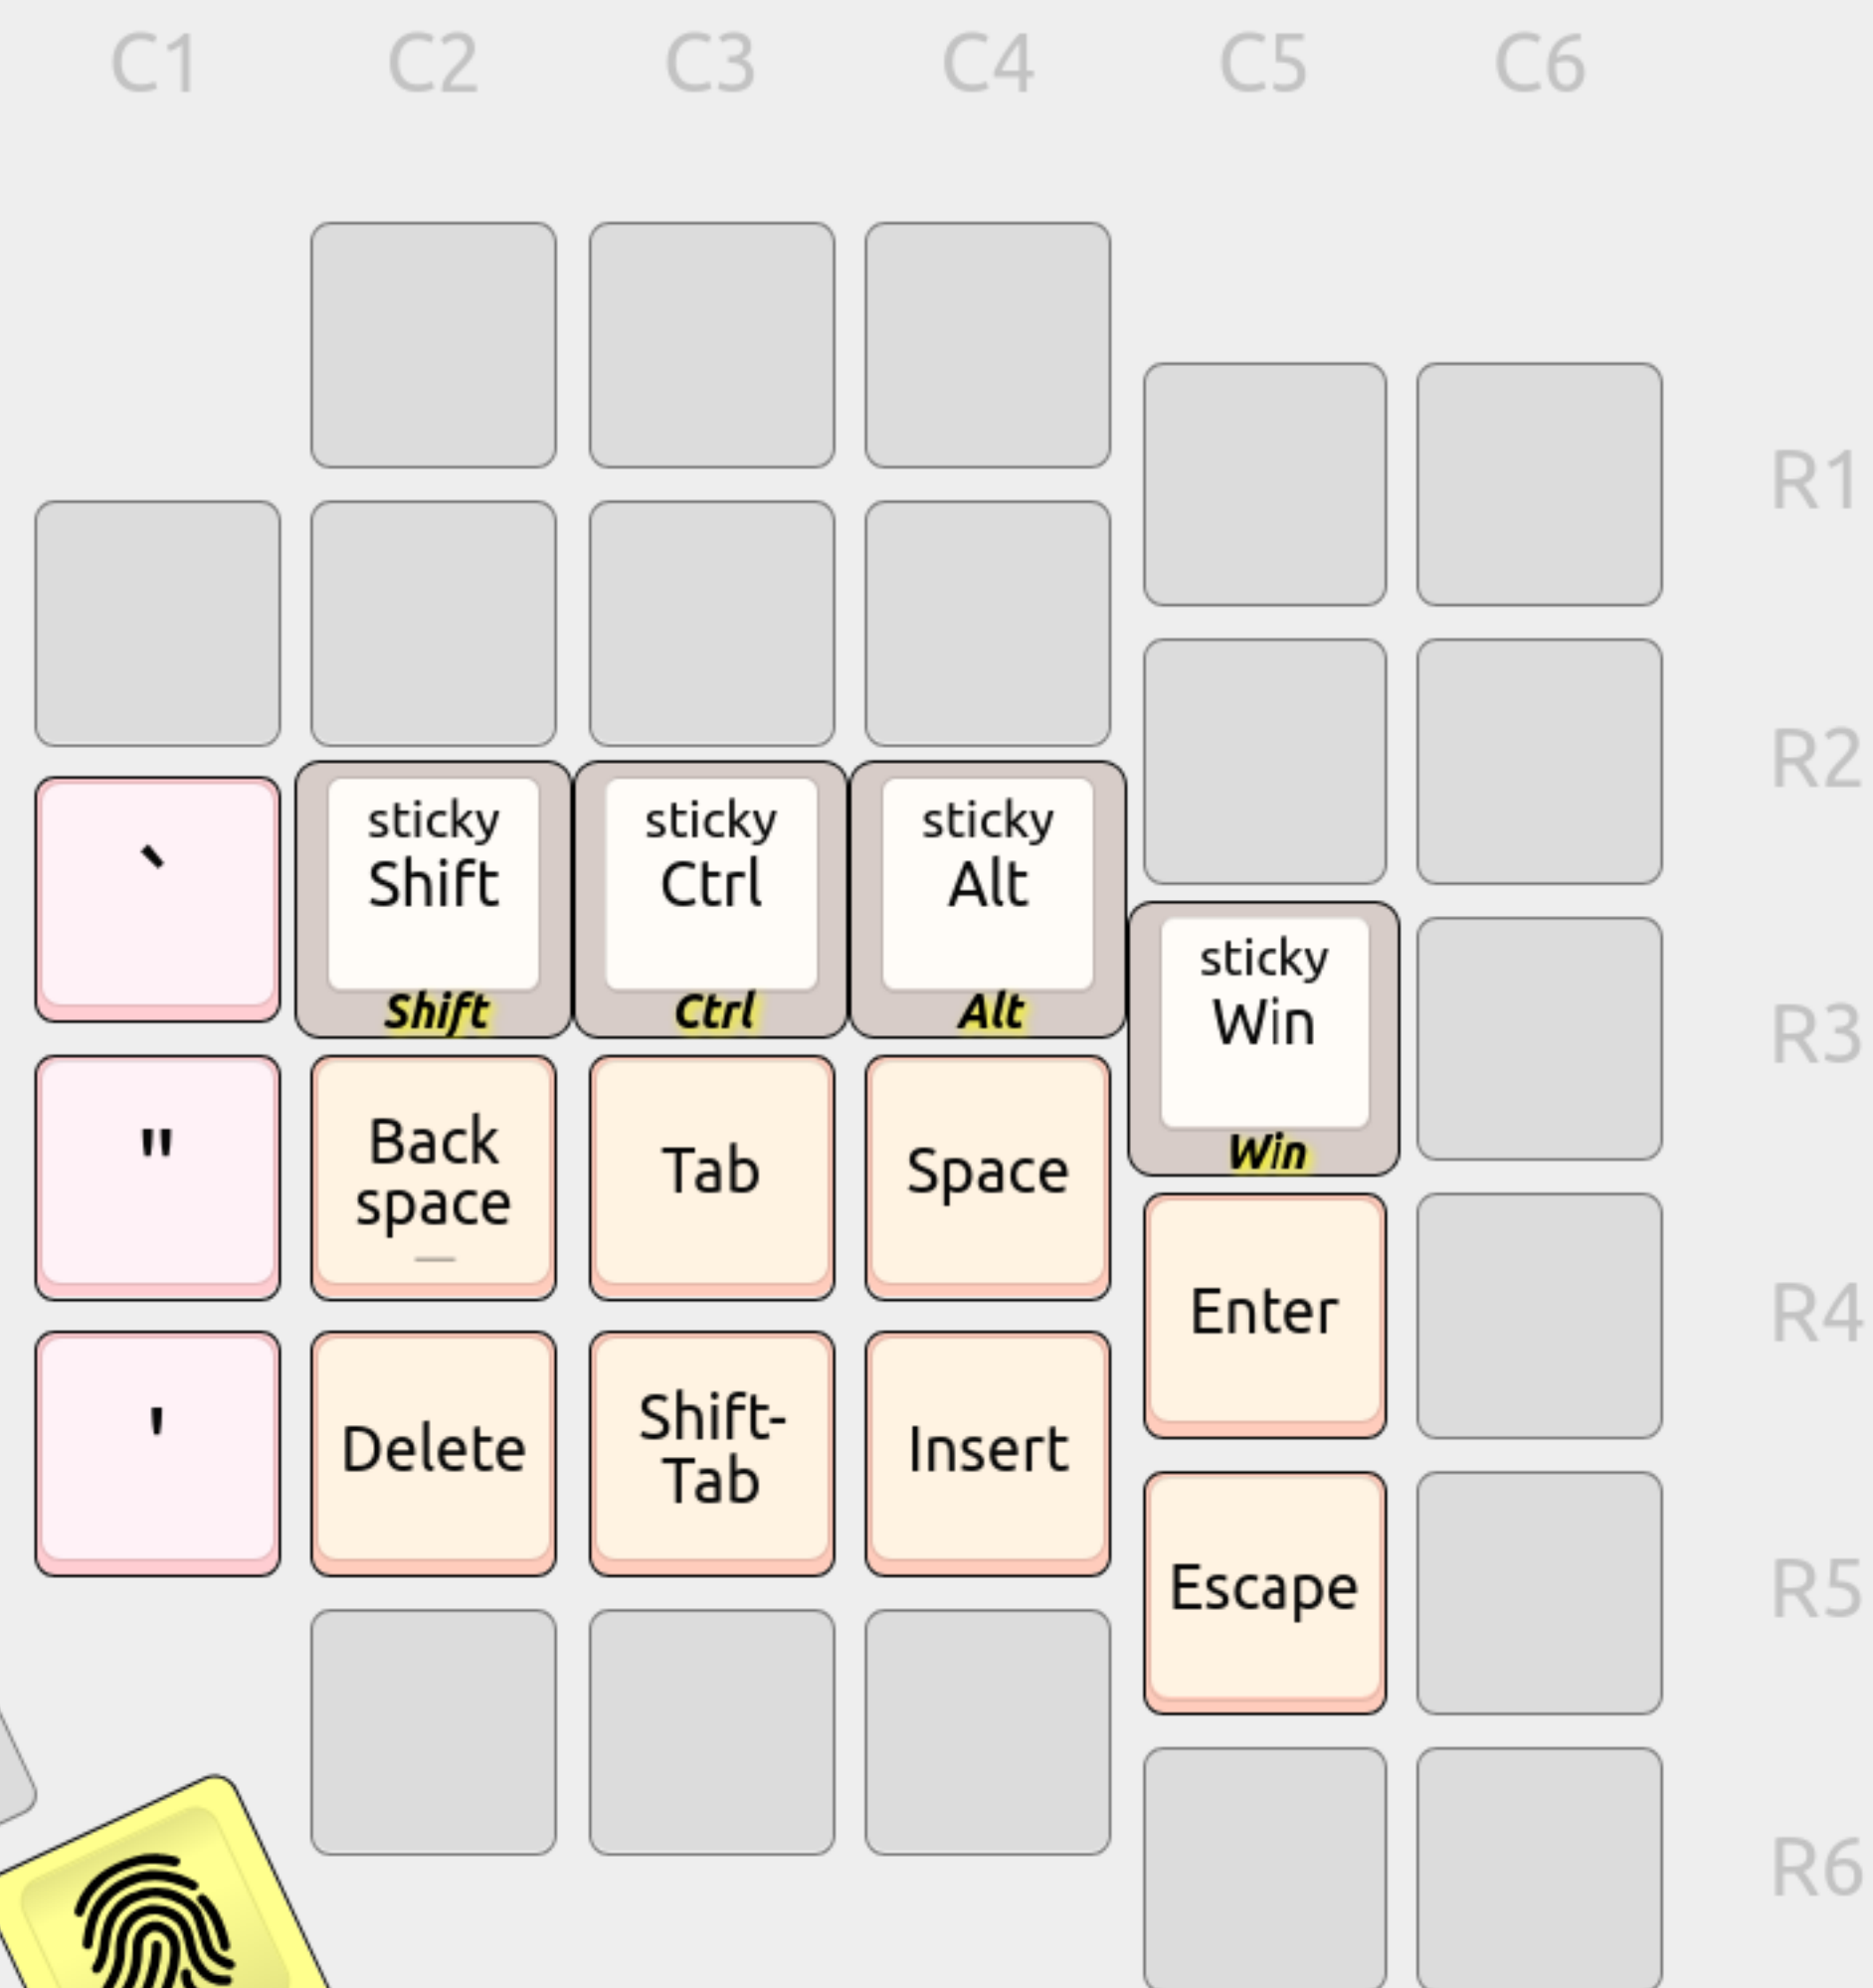 C1 C2 C3 C4 C5 C6
R1
R2
`
sticky
Shift
Shift
sticky
Ctrl
Ctrl
sticky
Alt
Alt
sticky
Win
Win
R3
"
Back
space
Tab
Space
Enter
R4
'
Delete
Shift-
Tab
Insert
Escape
R5
R6